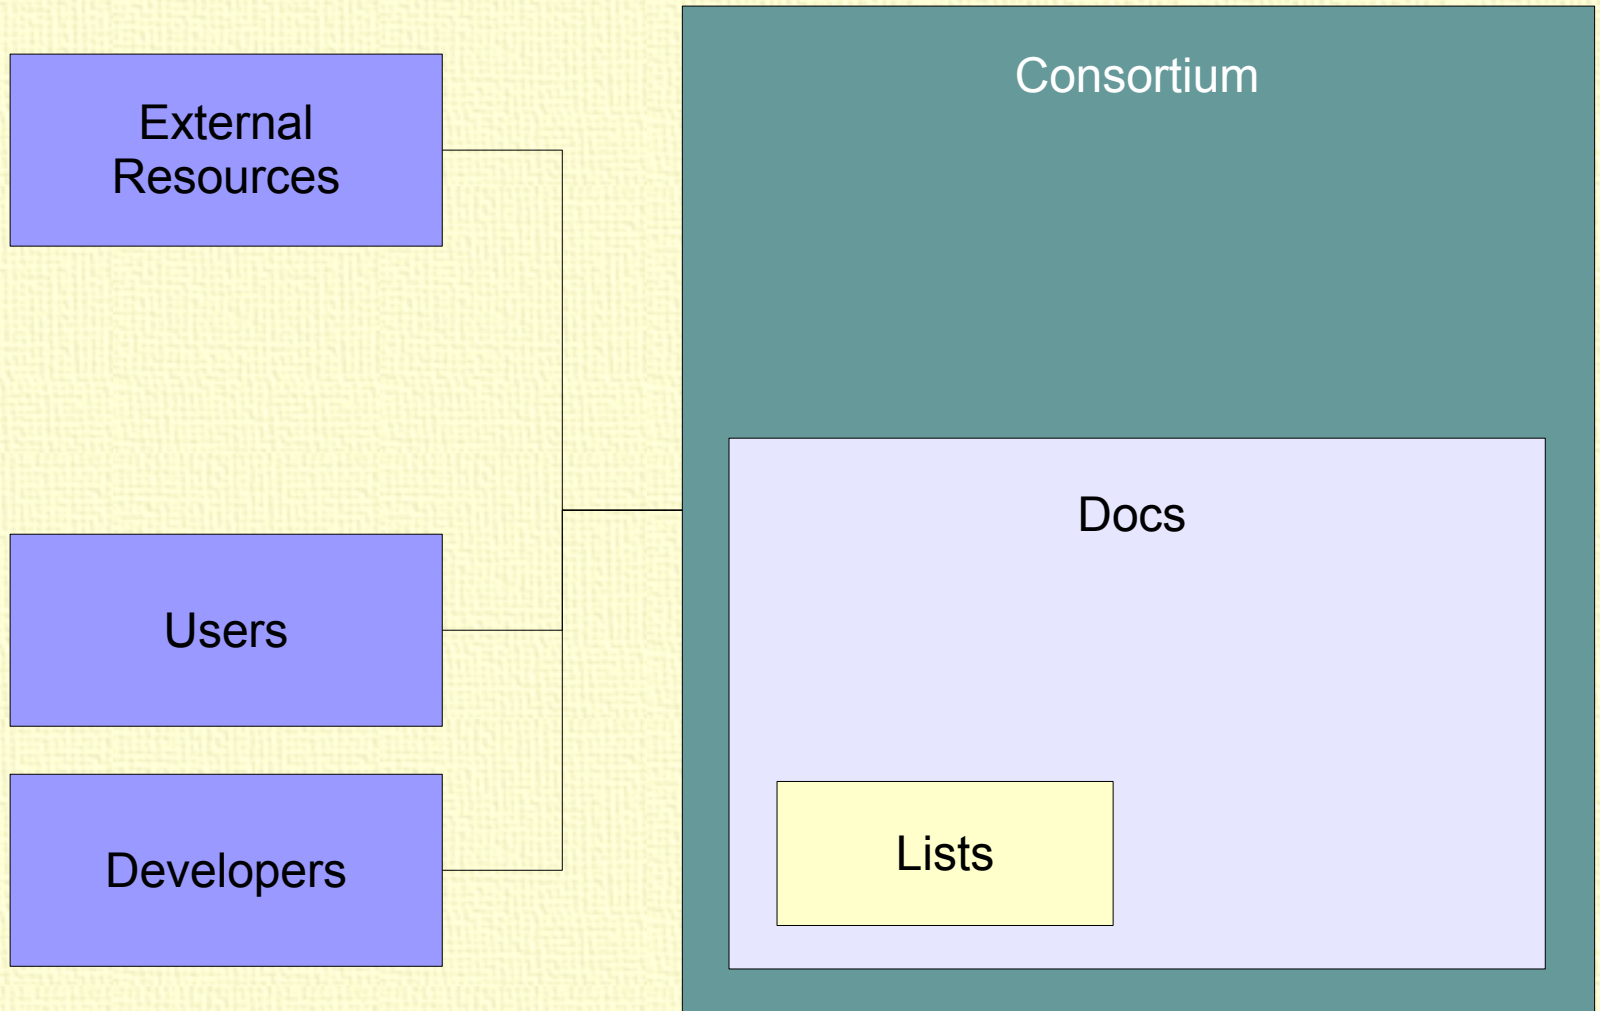 External
Resources
Users
Developers
Consortium
Docs
Lists